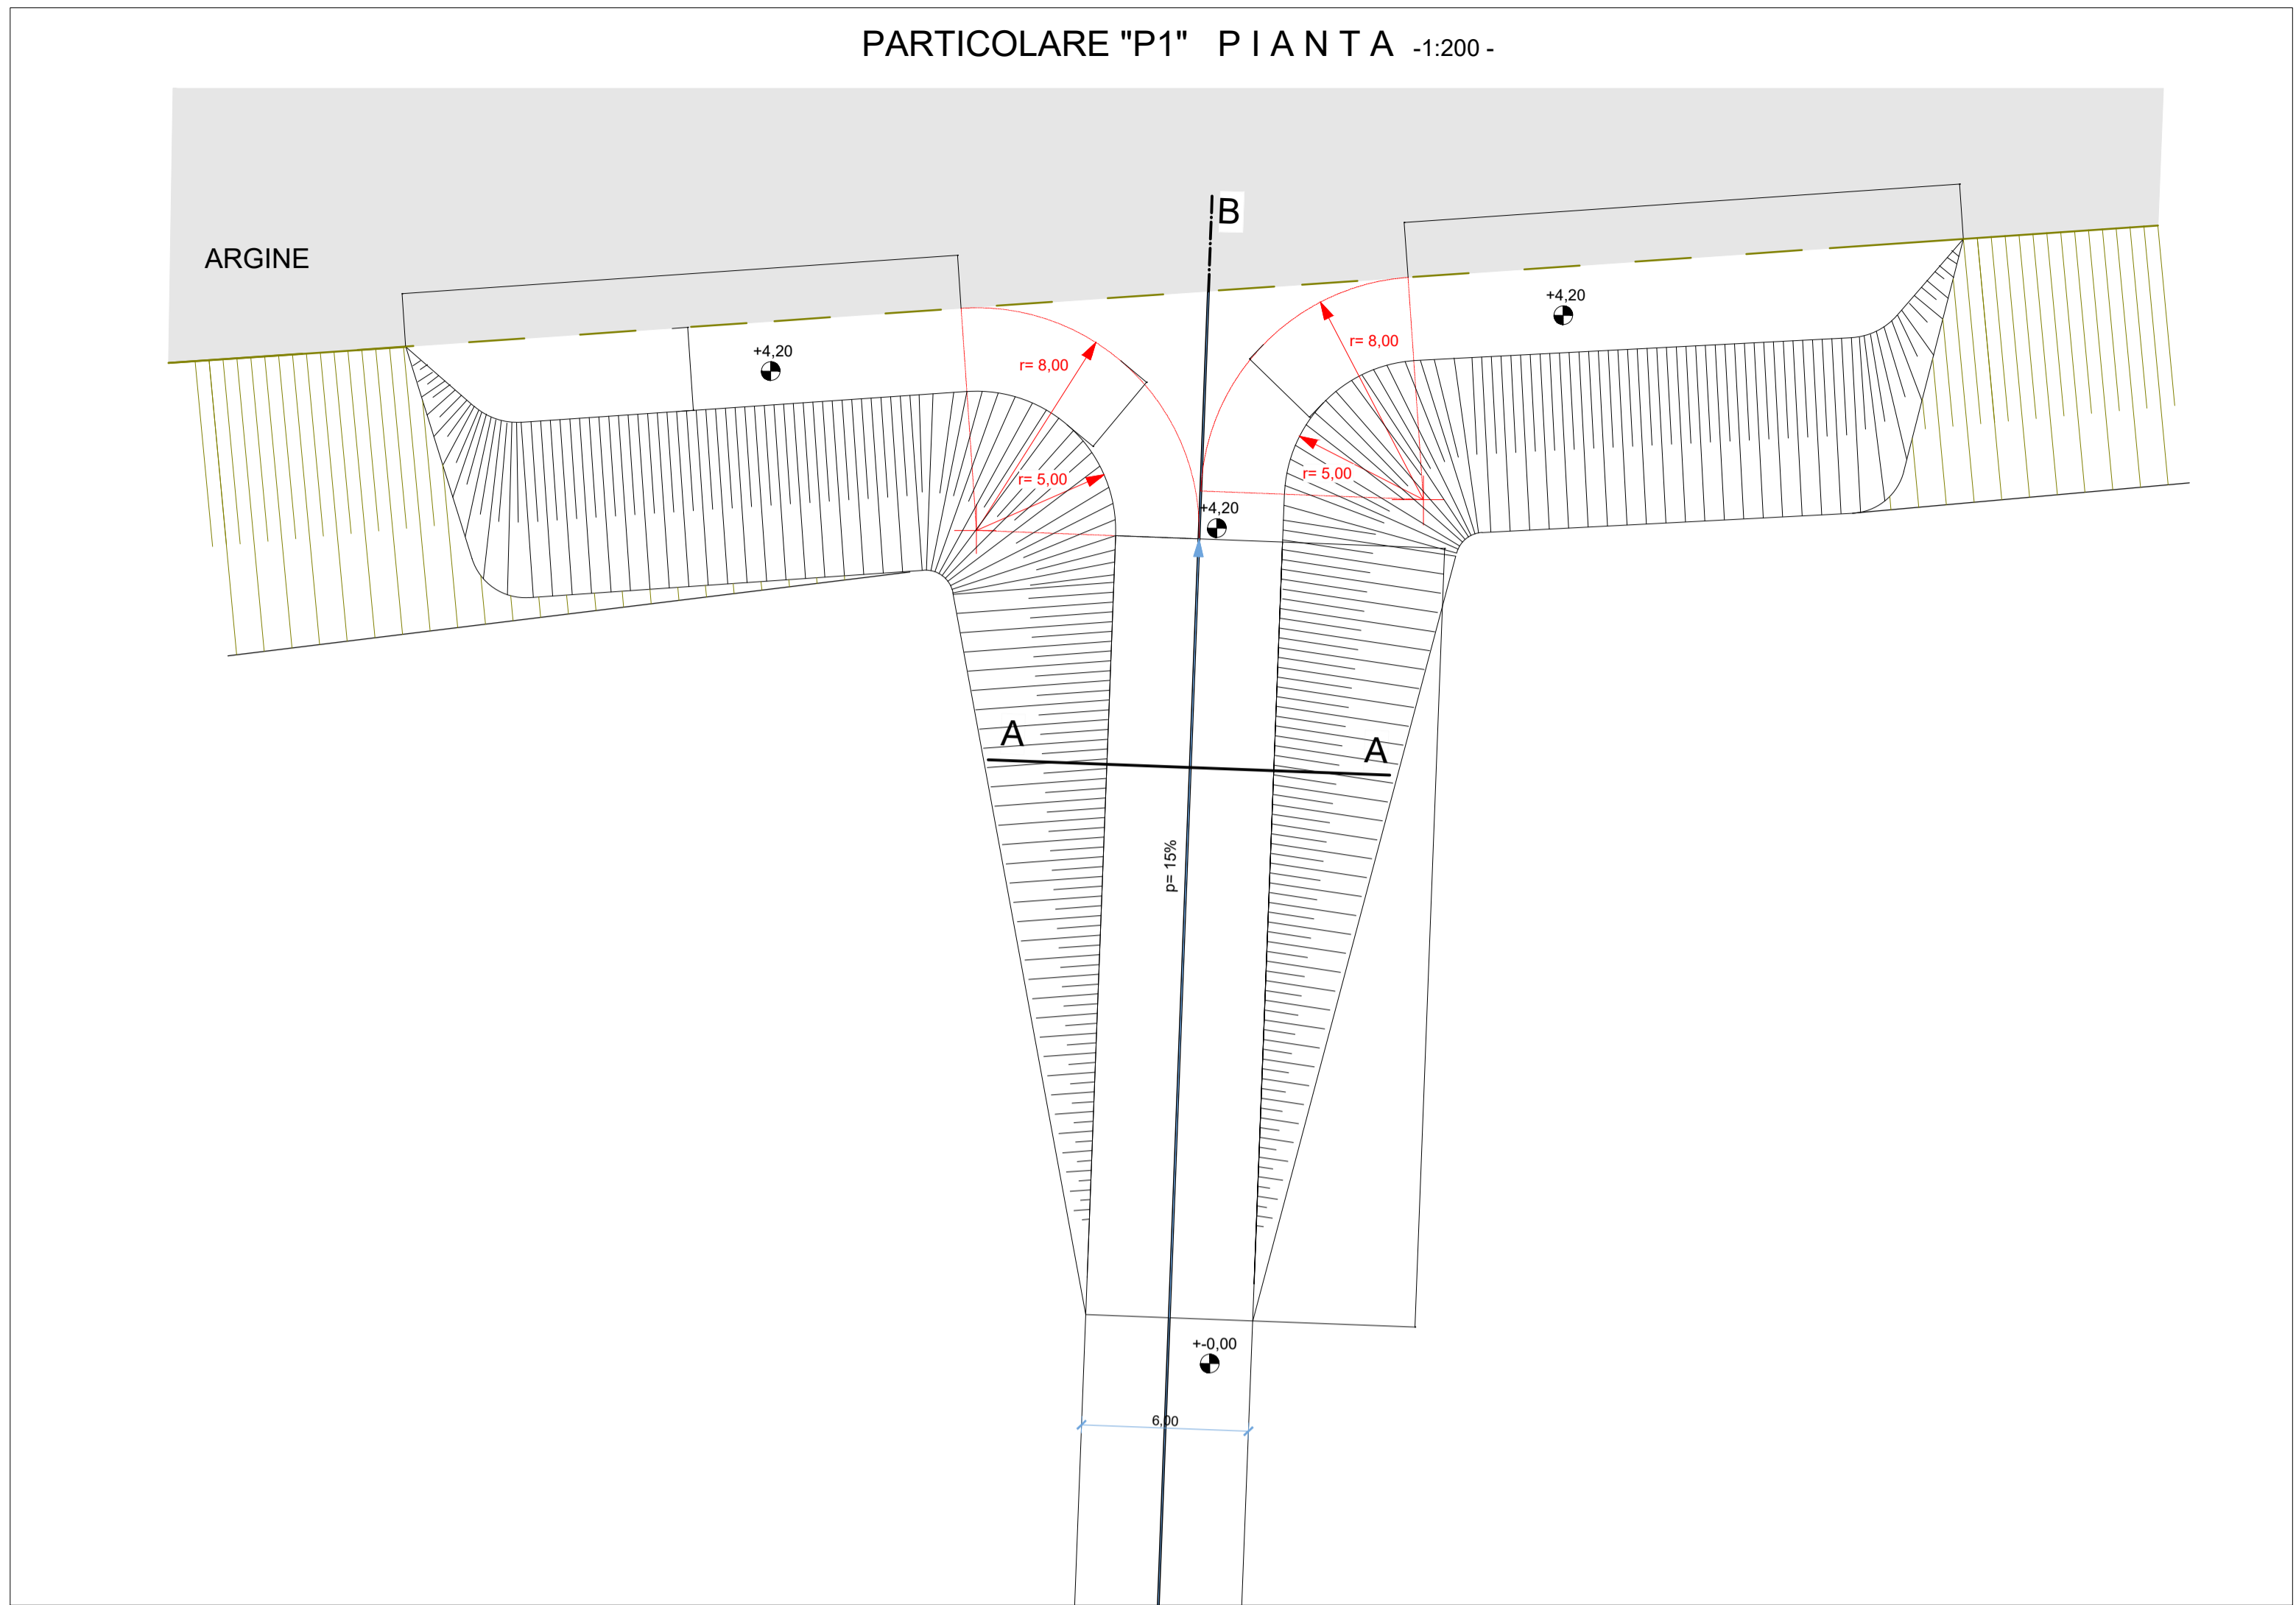 PARTICOLARE "P1" P I A N T A -1:200 -
B
ARGINE
+4,20
+4,20
r= 8,00
r= 8,00
r= 5,00
r= 5,00
+4,20
A
A
p= 15%
+-0,00
6,00